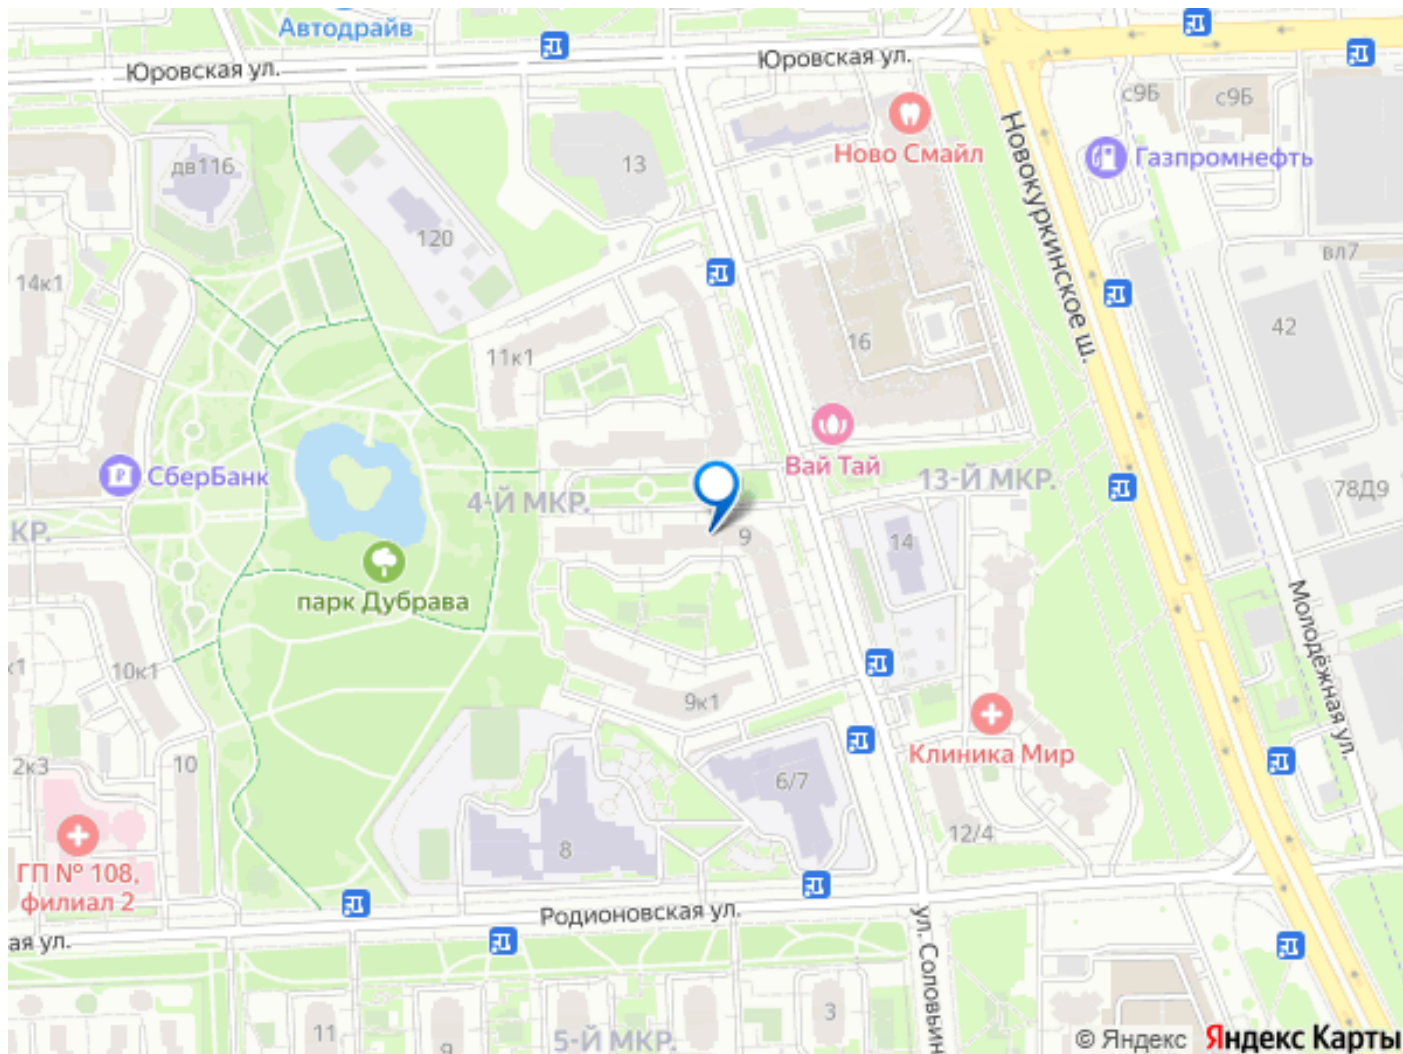 Автодрайв
Юровская ул.
Юровская ул.
с9Б
с9Б
Ново Смайл
Газпромнефть
Новокуркинское ш.
дв116
13
120
вл7
14к1
42
16
11к1
Вай Тай
СберБанк
13-Й МКР.
4-Й МКР.
78Д9
КР.
9
14
парк Дубрава
Молодёжная ул.
к1
10к1
9к1
Клиника Мир
2к3
10
6/7
12/4
8
ГП № 108,
филиал 2
Родионовская ул.
ая ул.
ул. Соловьин
11
9
3
5-Й МКР.
© Яндекс Яндекс Карты